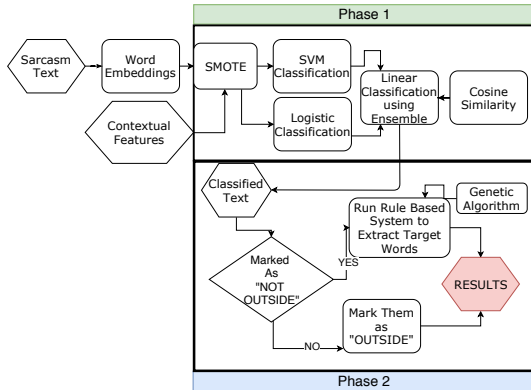 Phase 1
Sarcasm
Text
Word
Embeddings
SMOTE
SVM
Classification
Linear
Classification
using
Ensemble
Cosine
Similarity
Contextual
Features
Logistic
Classification
Classified
Text
Genetic
Algorithm
Run Rule Based
System to
Extract Target
Words
Marked
As
"NOT
OUTSIDE"
YES
RESULTS
Mark Them
as
"OUTSIDE"
NO
Phase 2